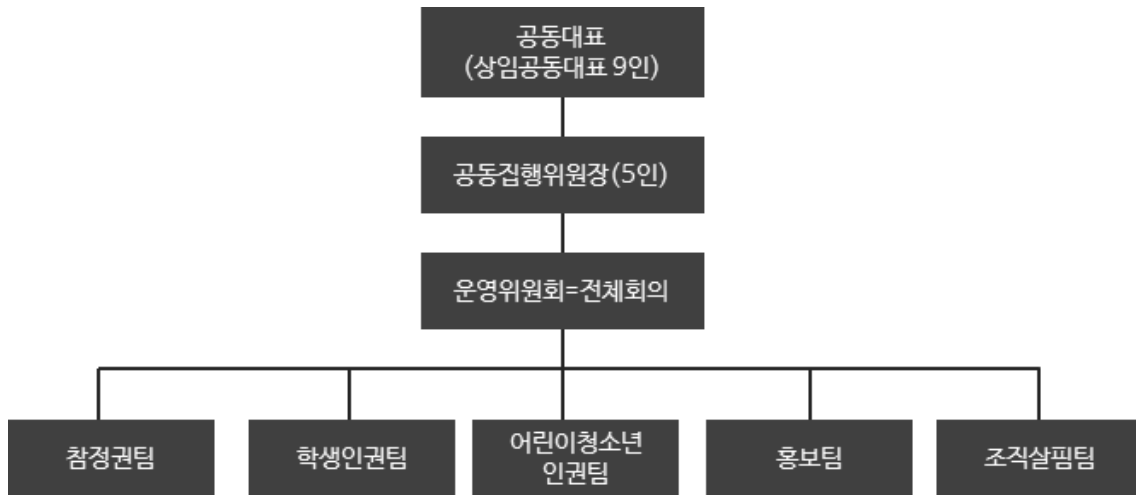 공동대표
(상임공동대표 9인)
공동집행위원장(5인)
운영위원회=전체회의
참정권팀
학생인권팀
어린이청소년
인권팀
홍보팀
조직살핌팀